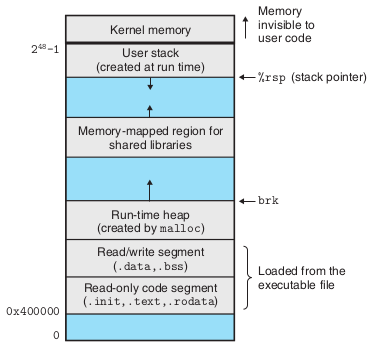 Kernel memory
Memory
invisible to
user code
2⁴⁸−1
User stack
(created at run time)
%rsp (stack pointer)
Memory-mapped region for
shared libraries
brk
Run-time heap
(created by malloc)
Read/write segment
(.data,.bss)
Loaded from the
executable file
Read-only code segment
(.init,.text,.rodata)
0x400000
0